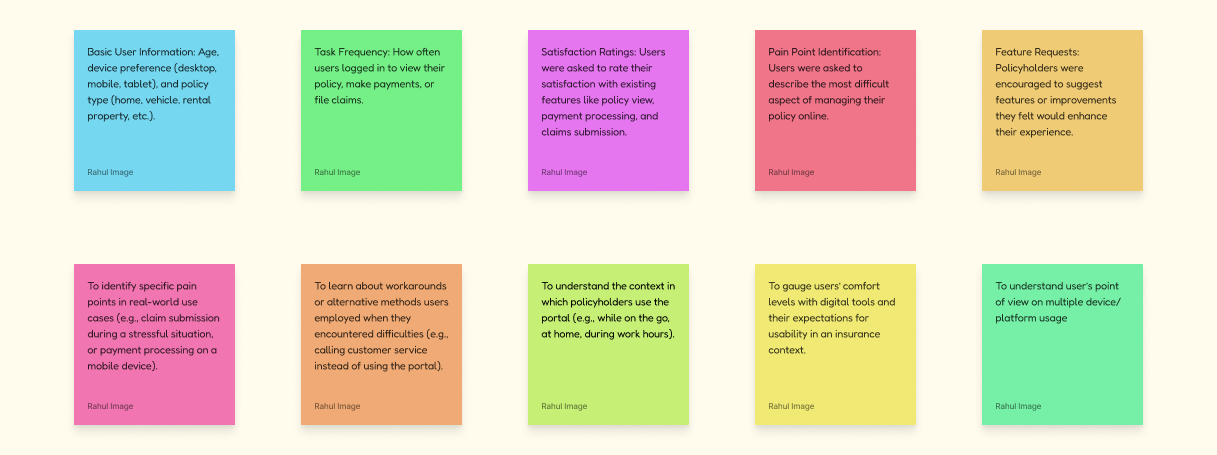 Basic User Information: Age,
device preference (desktop,
mobile, tablet), and policy
type (home, vehicle, rental
property, etc.).
Rahul Image
Task Frequency: How often
users logged in to view their
policy, make payments, or
file claims.
Rahul Image
Satisfaction Ratings: Users
were asked to rate their
satisfaction with existing
features like policy view,
payment processing, and
claims submission.
Rahul Image
Pain Point Identification:
Users were asked to
describe the most difficult
aspect of managing their
policy online.
Rahul Image
Feature Requests:
Policyholders were
encouraged to suggest
features or improvements
they felt would enhance
their experience.
Rahul Image
To identify specific pain
points in real-world use
cases (e.g., claim submission
during a stressful situation,
or payment processing on a
mobile device).
Rahul Image
To learn about workarounds
or alternative methods users
employed when they
encountered difficulties (e.g.,
calling customer service
instead of using the portal).
Rahul Image
To understand the context in
which policyholders use the
portal (e.g., while on the go,
at home, during work hours).
Rahul Image
To gauge users' comfort
levels with digital tools and
their expectations for
usability in an insurance
context.
Rahul Image
To understand user's point
of view on multiple device/
platform usage
Rahul Image